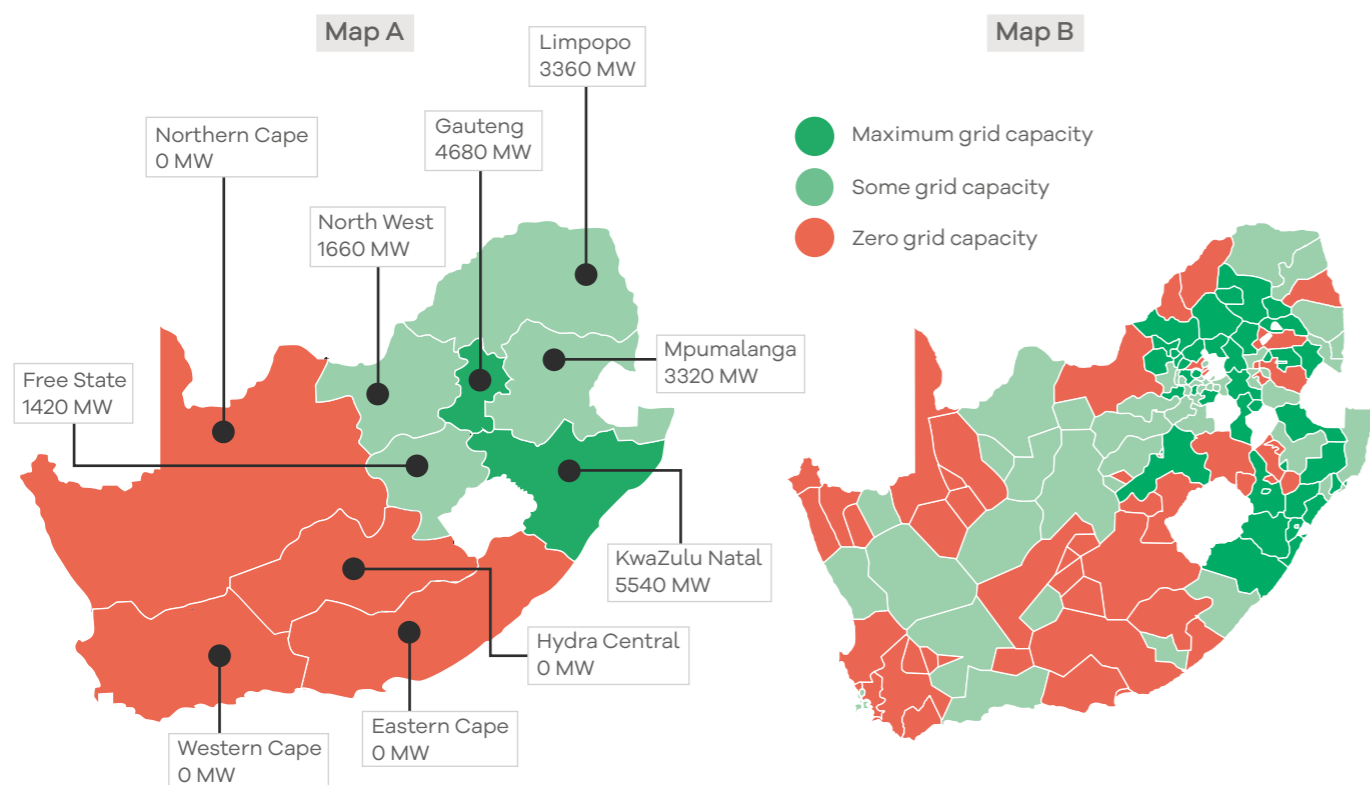 Map A
Map B
Limpopo
3360 MW
Gauteng
4680 MW
Northern Cape
0 MW
North West
1660 MW
Maximum grid capacity
Some grid capacity
Zero grid capacity
Mpumalanga
3320 MW
Free State
1420 MW
KwaZulu Natal
5540 MW
Hydra Central
0 MW
Eastern Cape
0 MW
Western Cape
0 MW